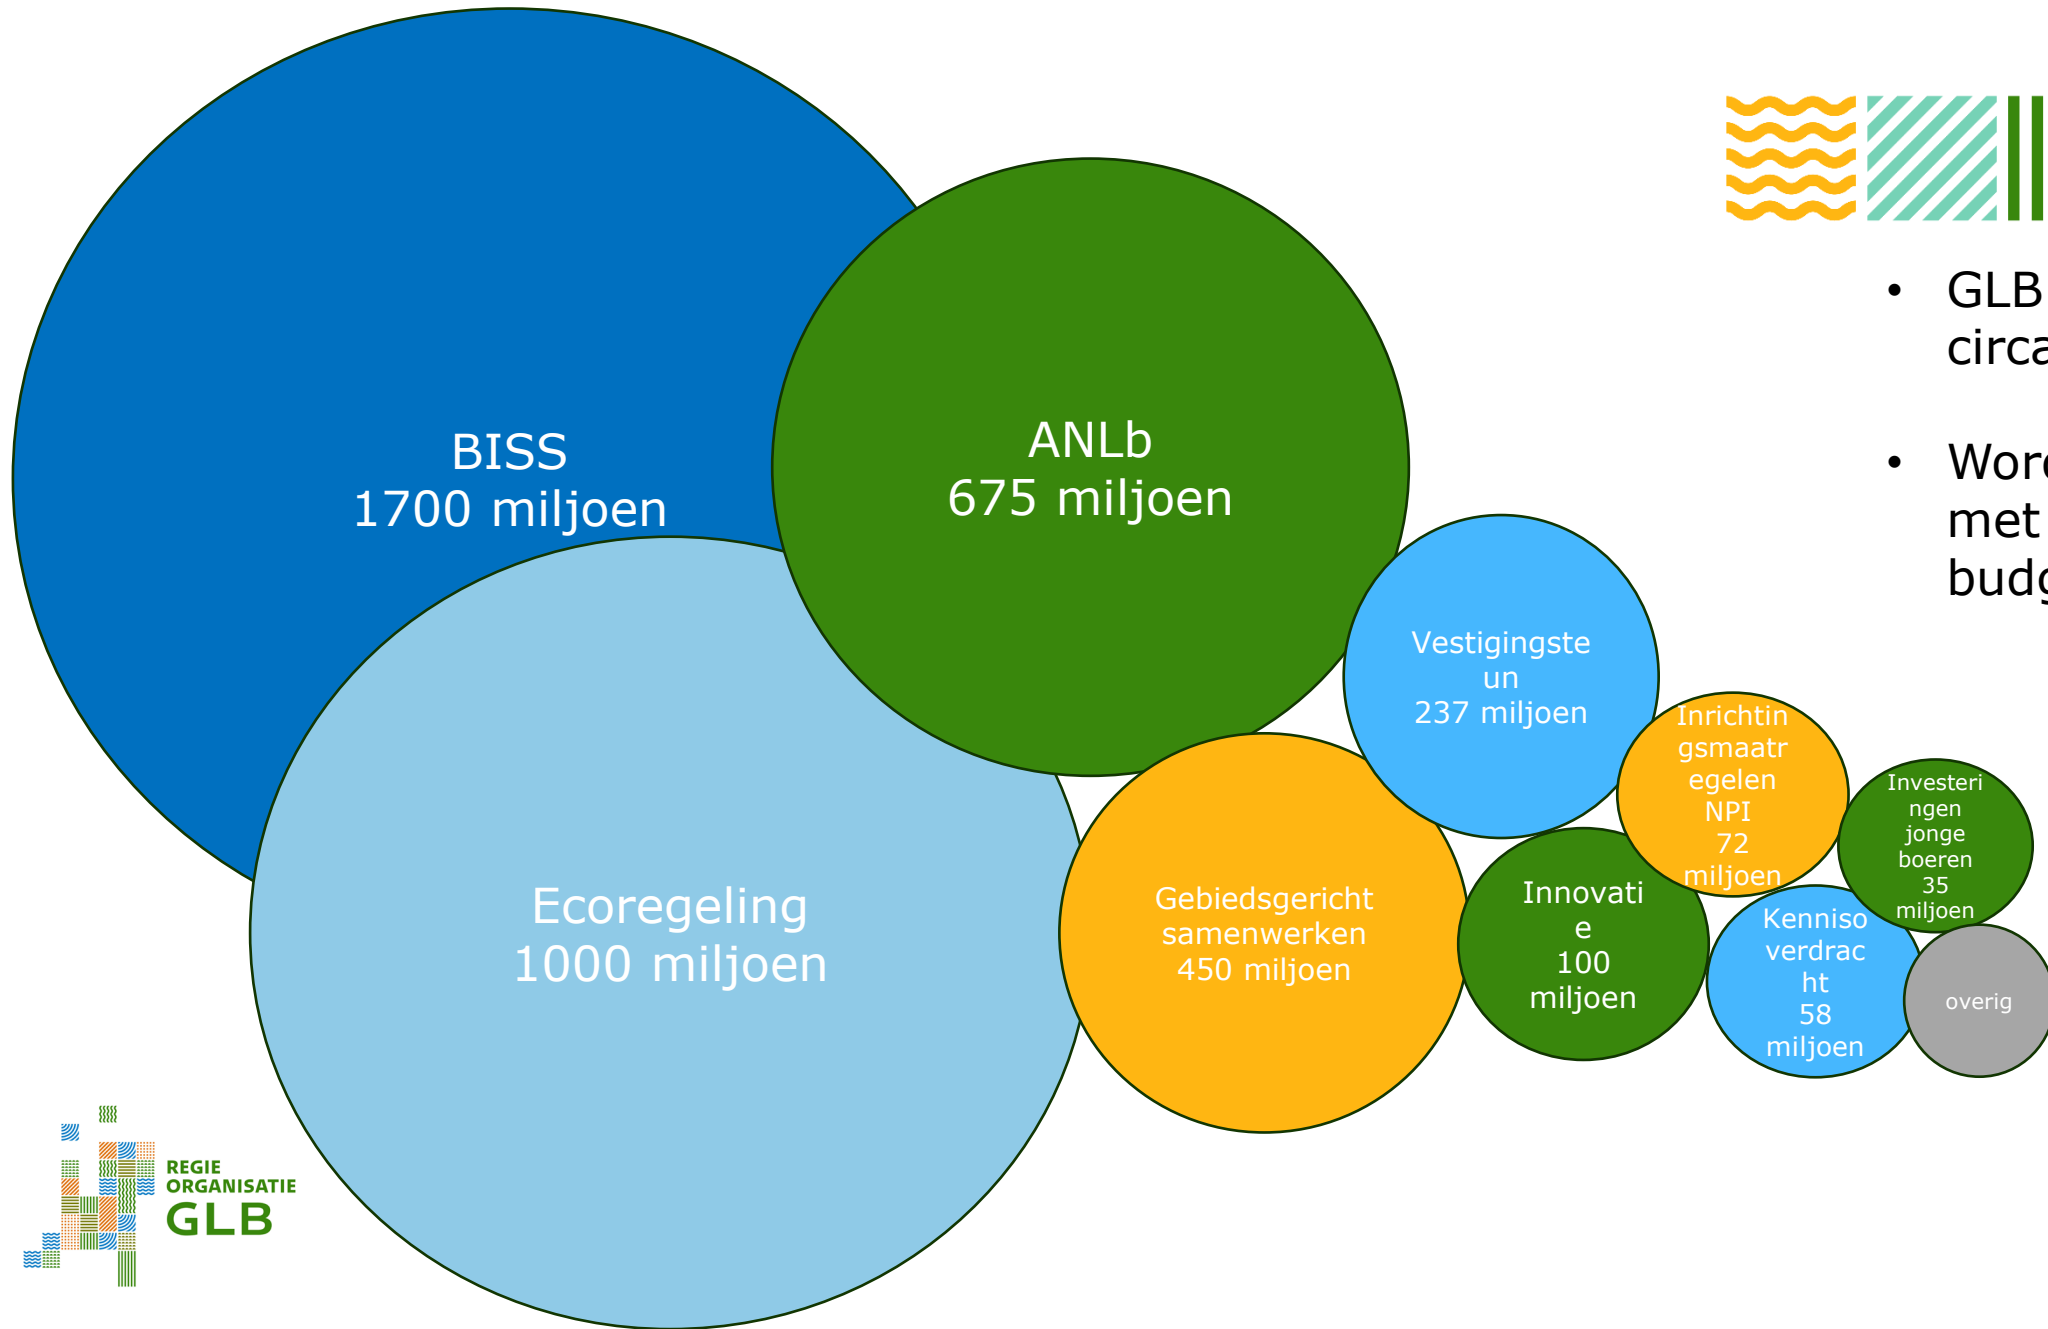 BISS
1700 miljoen
ANLb
675 miljoen
Ecoregeling
1000 miljoen
Vestigingste
un
237 miljoen
Gebiedsgericht
samenwerken
450 miljoen
Innovati
e
100
miljoen
Inrichtin
gsmaatr
egelen
NPI
72
miljoen
Kenniso
verdrac
ht
58
miljoen
Investeri
ngen
jonge
boeren
35
miljoen
overig
• GLB
circa
•
met
REGIE
ORGANISATIE
GLB